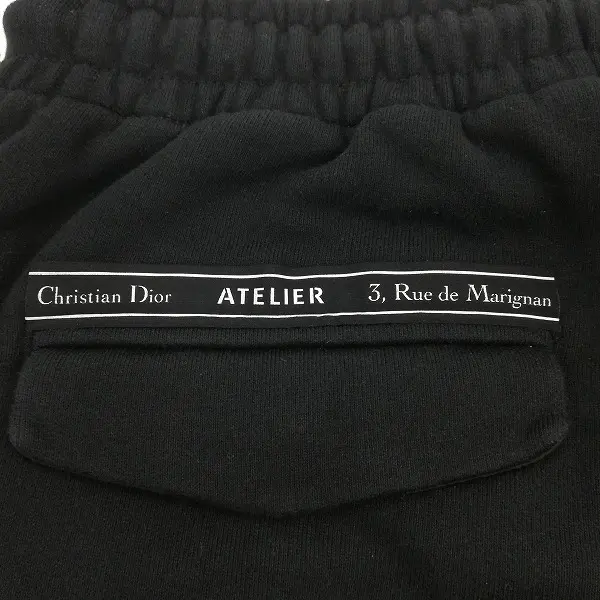 Christian Dior ATELIER 3, Rue de Marignan